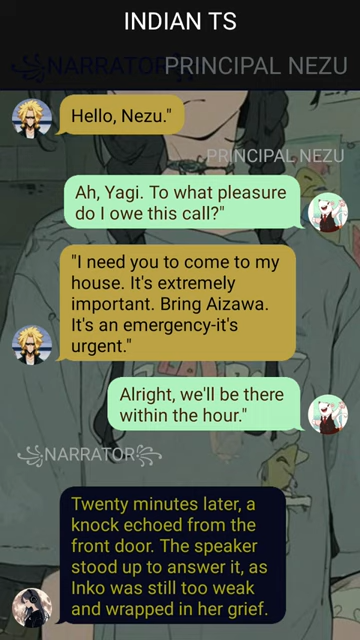 INDIAN TS
꧁NARRATOR꧂
PRINCIPAL NEZU
Hello, Nezu."
PRINCIPAL NEZU
Ah, Yagi. To what pleasure
do I owe this call?"
"I need you to come to my
house. It's extremely
important. Bring Aizawa.
It's an emergency-it's
urgent."
Alright, we'll be there
within the hour."
꧁NARRATOR꧂
Twenty minutes later, a
knock echoed from the
front door. The speaker
stood up to answer it, as
Inko was still too weak
and wrapped in her grief.